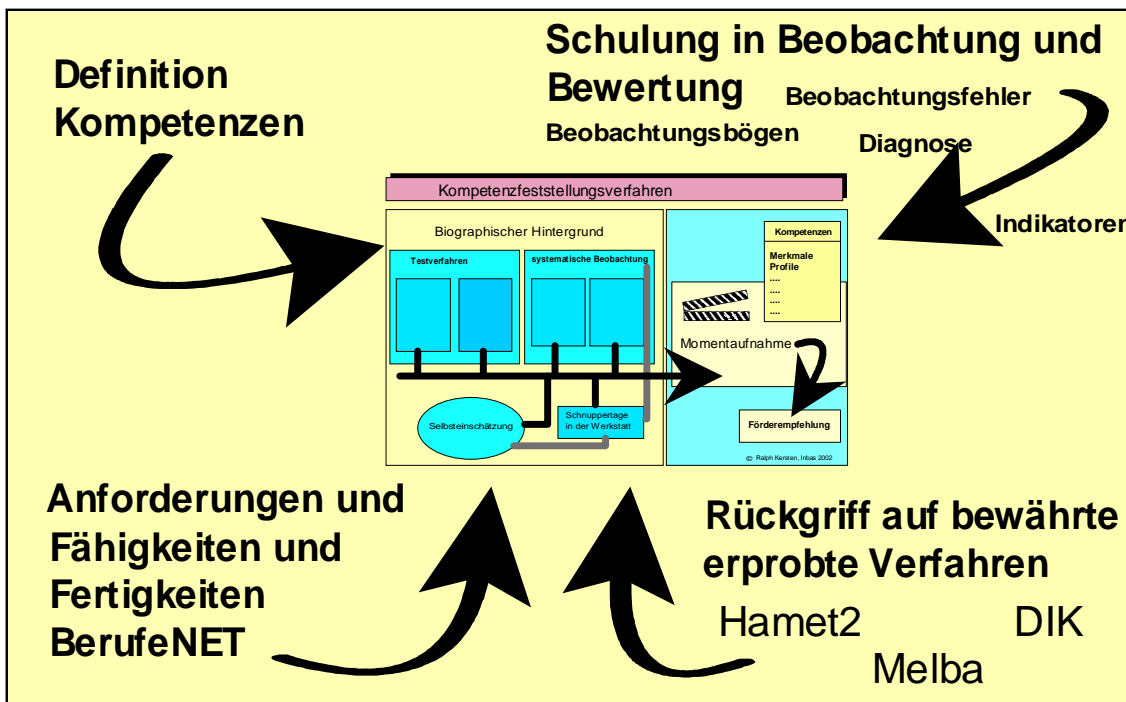 Definition
Kompetenzen
Schulung in Beobachtung und
Bewertung
Beobachtungsfehler
Beobachtungsbögen
Diagnose
Indikatoren
Kompetenzfeststellungsverfahren
Biographischer Hintergrund
Testverfahren
systematische Beobachtung
Kompetenzen
Merkmale
Profile
....
....
....
....
Momentaufnahme
Selbsteinschätzung
Schnuppertage
in der Werkstatt
Förderempfehlung
© Ralph Kersten, Inbas 2002
Anforderungen und
Fähigkeiten und
Fertigkeiten
BerufeNET
Rückgriff auf bewährte
erprobte Verfahren
Hamet2 DIK
Melba